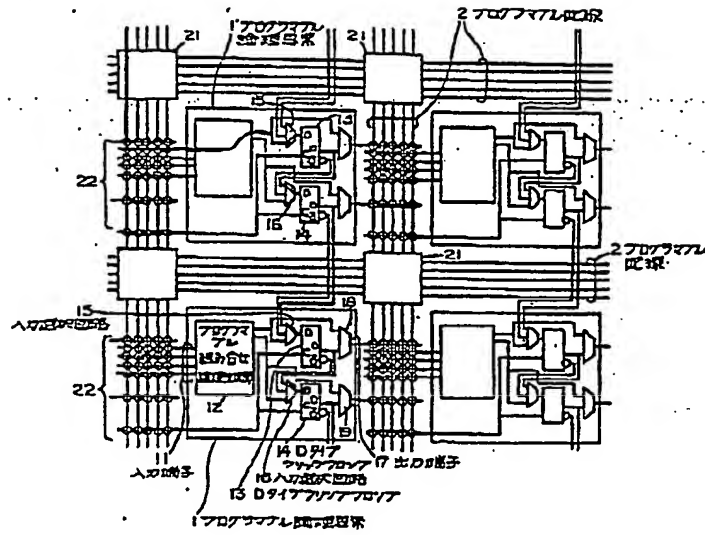 21
1 プログラマブル
論理要素
21
2 プログラマブル配線
15
13
22
16
14
21
2 プログラマブル
配線
15
入力選択回路
18
プログラマ
ブル
組み合せ
12
22
19
14 Dタイプ
フリップフロップ
17 出力端子
入力端子
11
16 入力選択回路
13 Dタイプフリップフロップ
1 プログラマブル論理要素